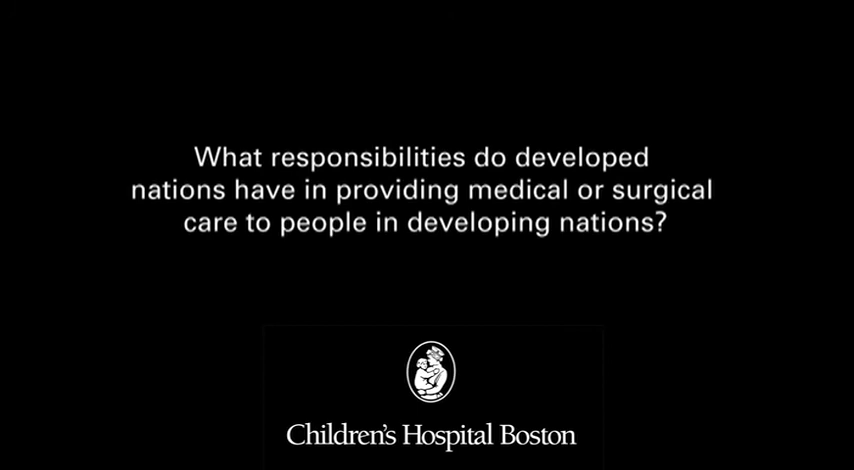 What responsibilities do developed
nations have in providing medical or surgical
care to people in developing nations?
Children's Hospital Boston